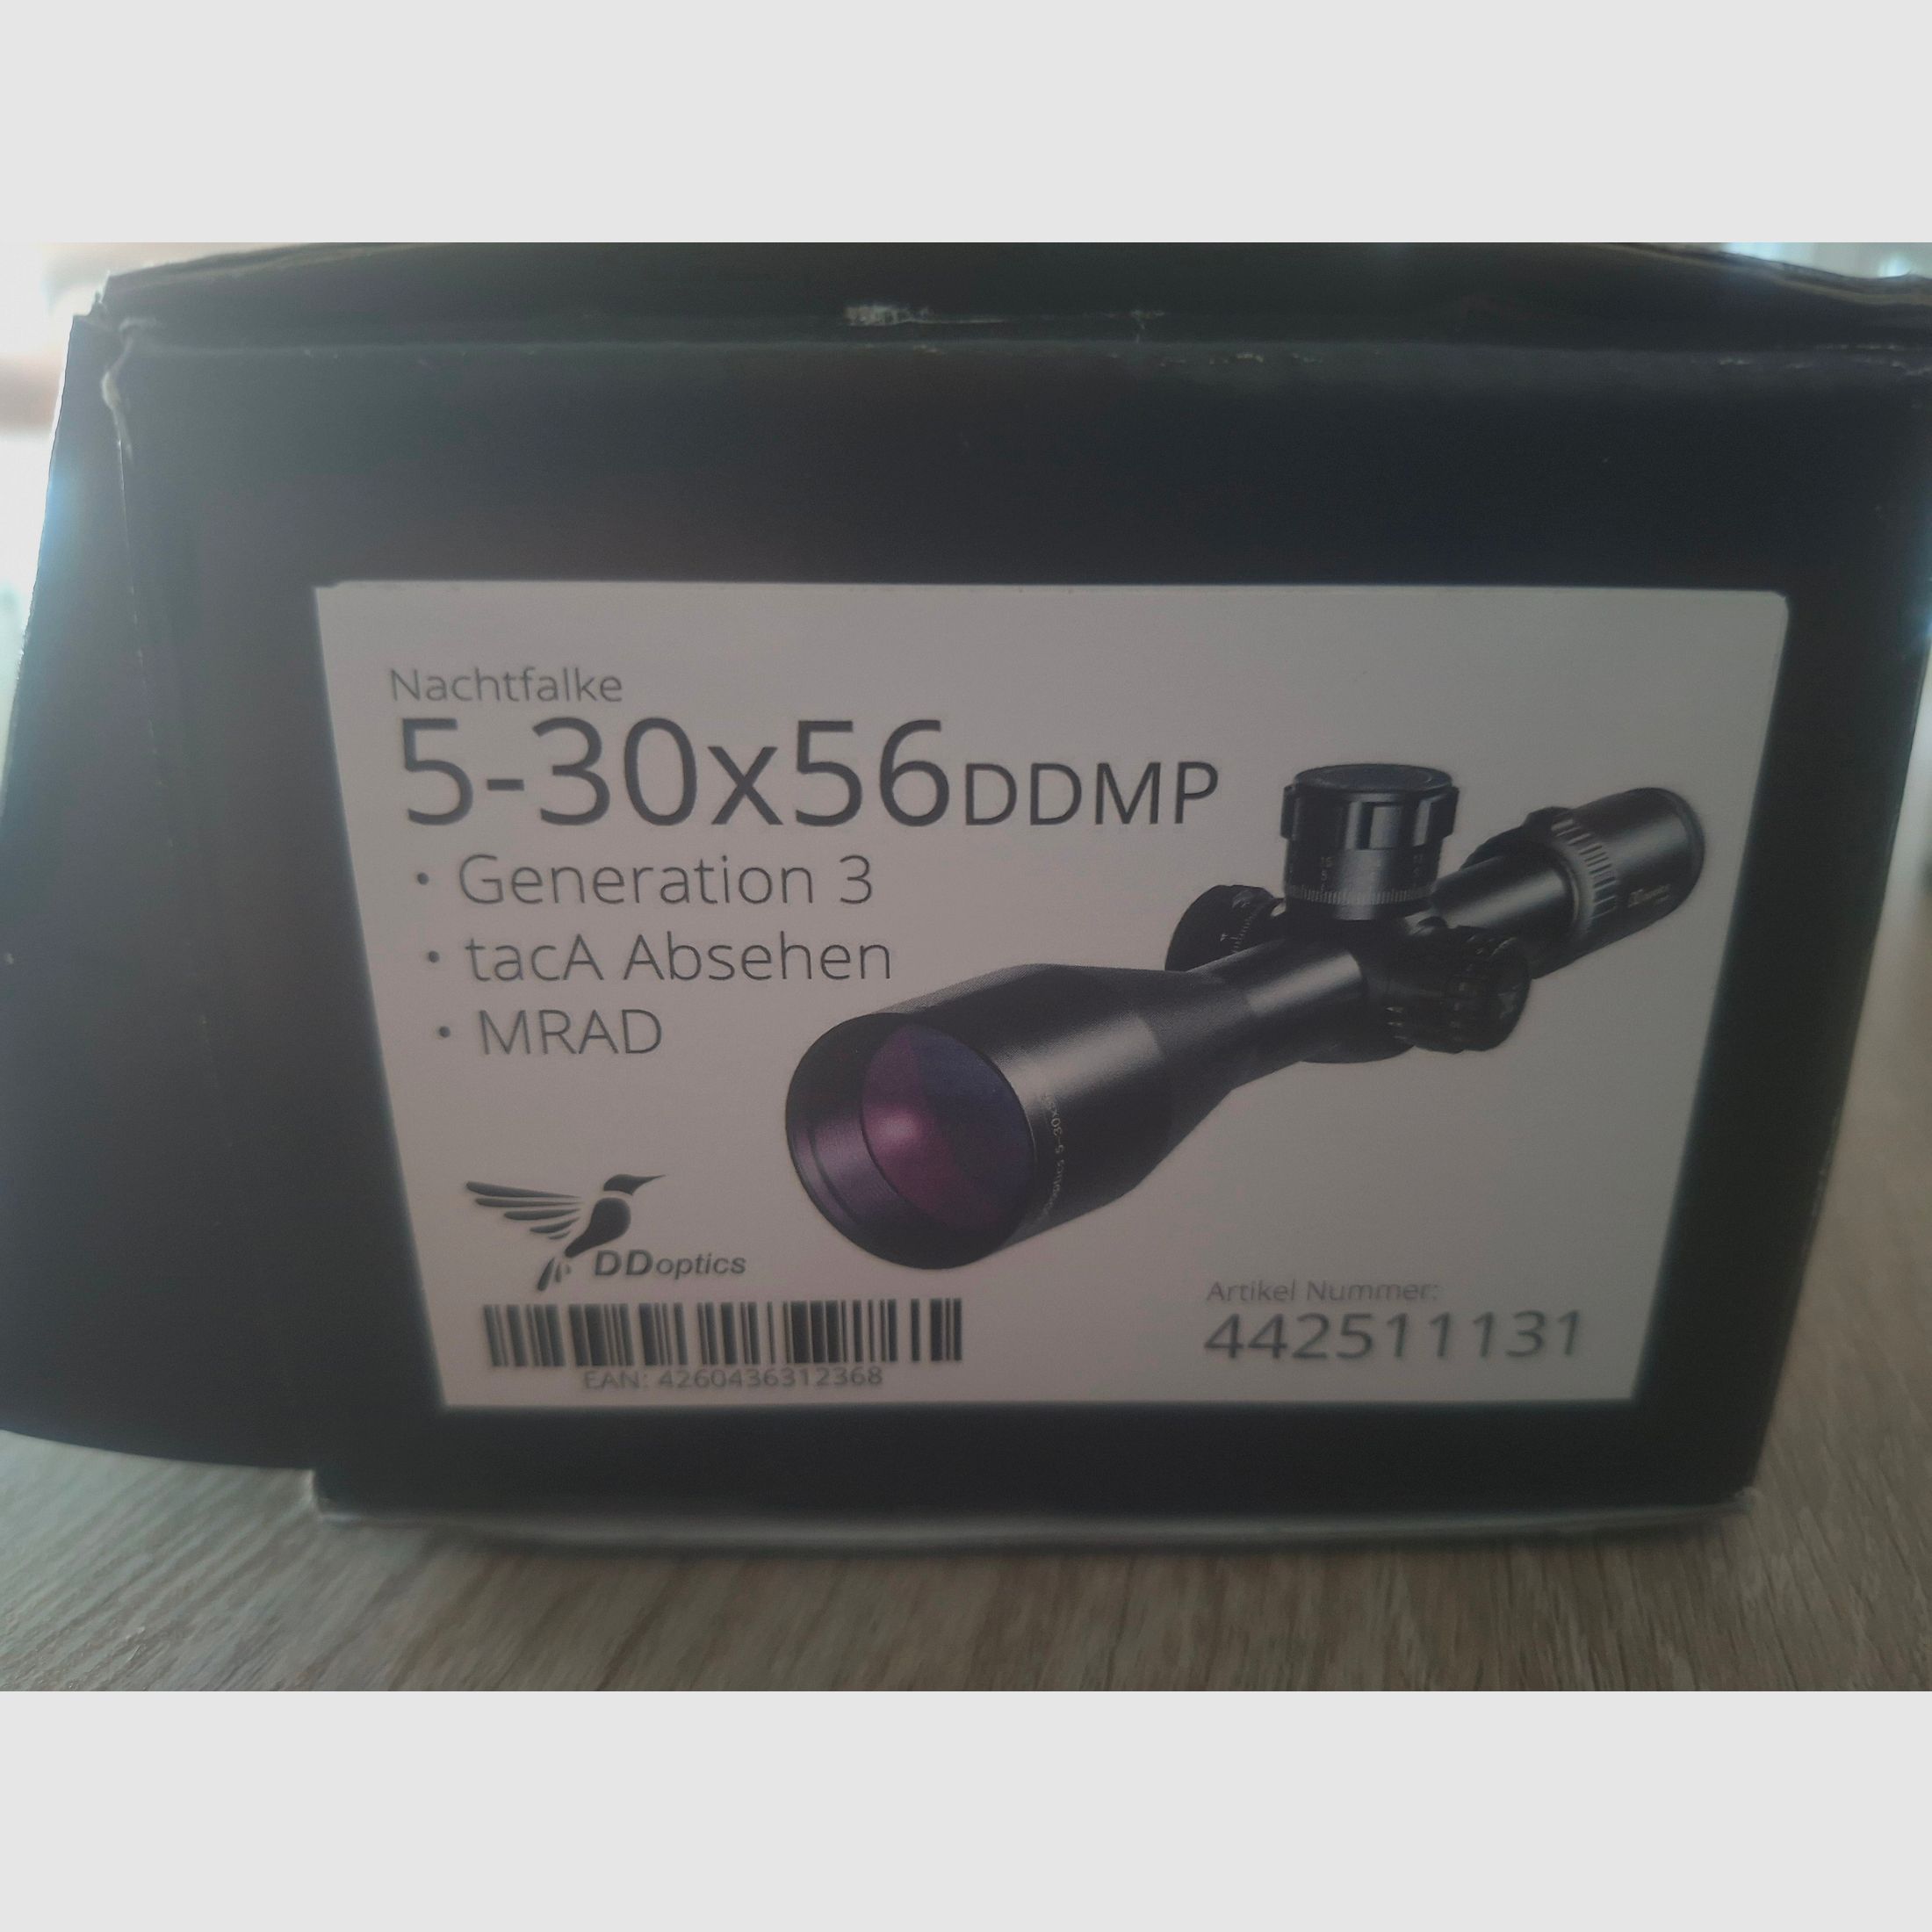 Nachtfalke
5-30x56DDMP
• Generation 3
• tacA Absehen
• MRAD
DDoptics
EAN: 4260436312368
Artikel Nummer:
442511131